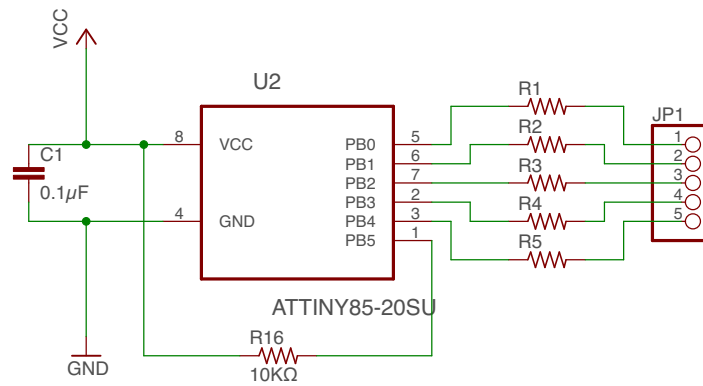 VCC
U2
C1
0.1µF
8
VCC
4
GND
PB0
5
PB1
6
PB2
7
PB3
2
PB4
3
PB5
1
R1
R2
R3
R4
R5
JP1
1
2
3
4
5
ATTINY85-20SU
R16
10KΩ
GND